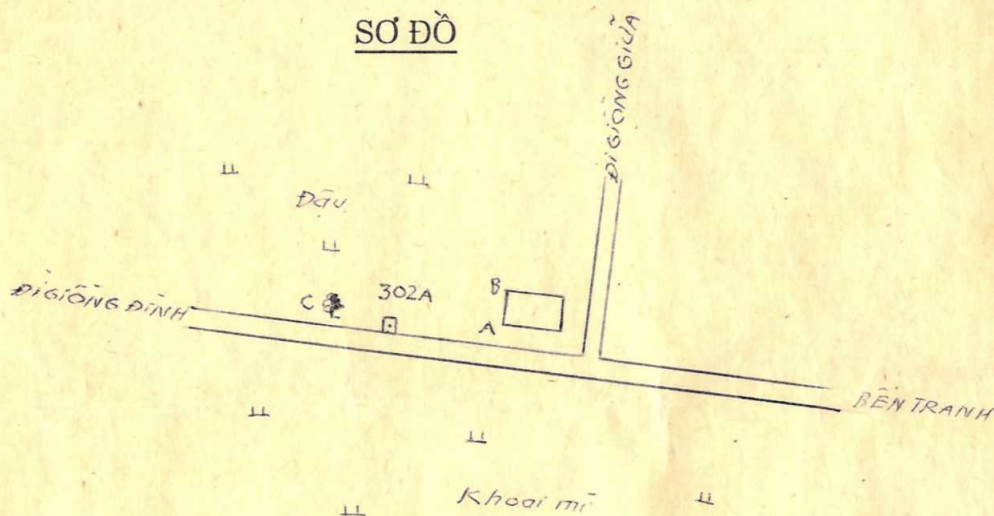 SƠ ĐỒ
ĐI GIỒNG GIỮA
Đậu
ĐI GIỒNG ĐÌNH
C
302A
B
A
BẾN TRANH
Khoai mì